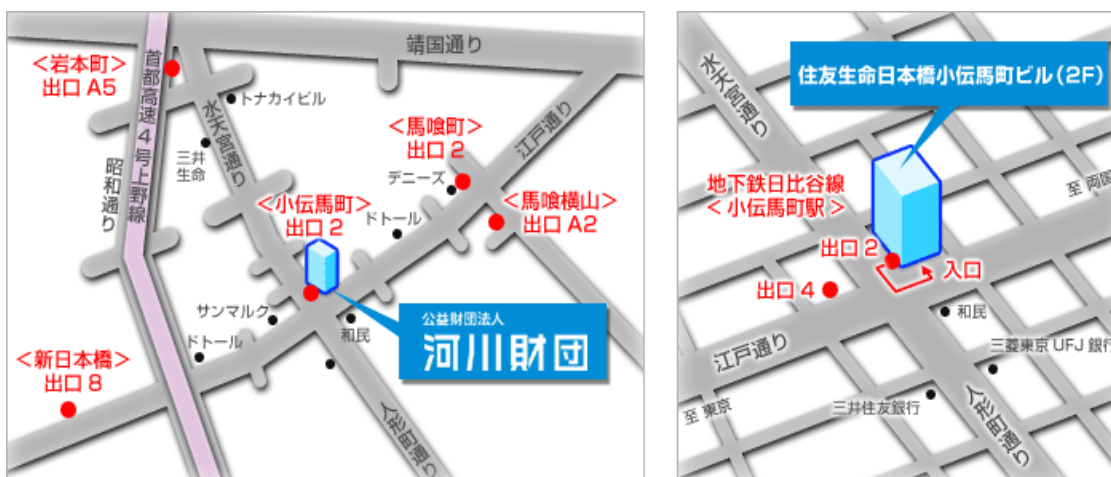 靖国通り
<岩本町>
出口 A5
首都高速4号上野線
昭和通り
水天宮通り
トナカイビル
三井
生命
<馬喰町>
出口 2
江戸通り
デニーズ
<小伝馬町>
出口 2
ドトール
<馬喰横山>
出口 A2
サンマルク
ドトール
和民
公益財団法人
河川財団
<新日本橋>
出口 8
人形町通り
水天宮通り
住友生命日本橋小伝馬町ビル(2F)
地下鉄日比谷線
<小伝馬町駅>
至 両国
出口 2
入口
出口 4
和民
江戸通り
三菱東京UFJ銀行
至 東京
三井住友銀行
人形町通り